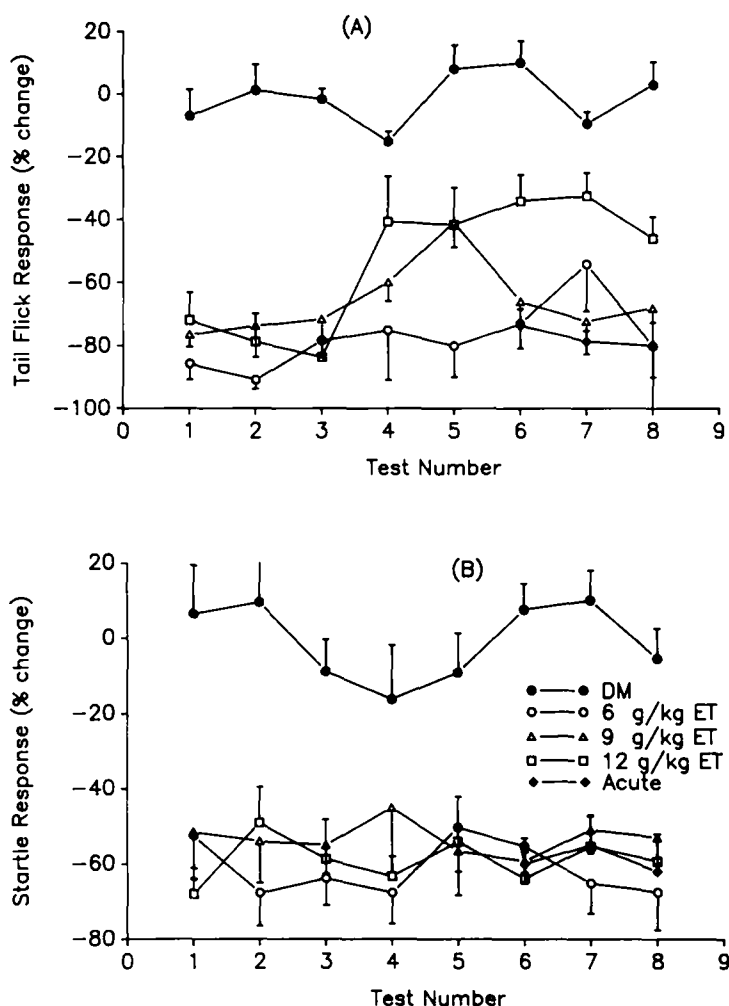 (A)
Tail Flick Response (% change)
20
0
−20
−40
−60
−80
−100
0 1 2 3 4 5 6 7 8 9
Test Number
(B)
Startle Response (% change)
20
0
−20
−40
−60
−80
DM
6 g/kg ET
9 g/kg ET
12 g/kg ET
Acute
0 1 2 3 4 5 6 7 8 9
Test Number